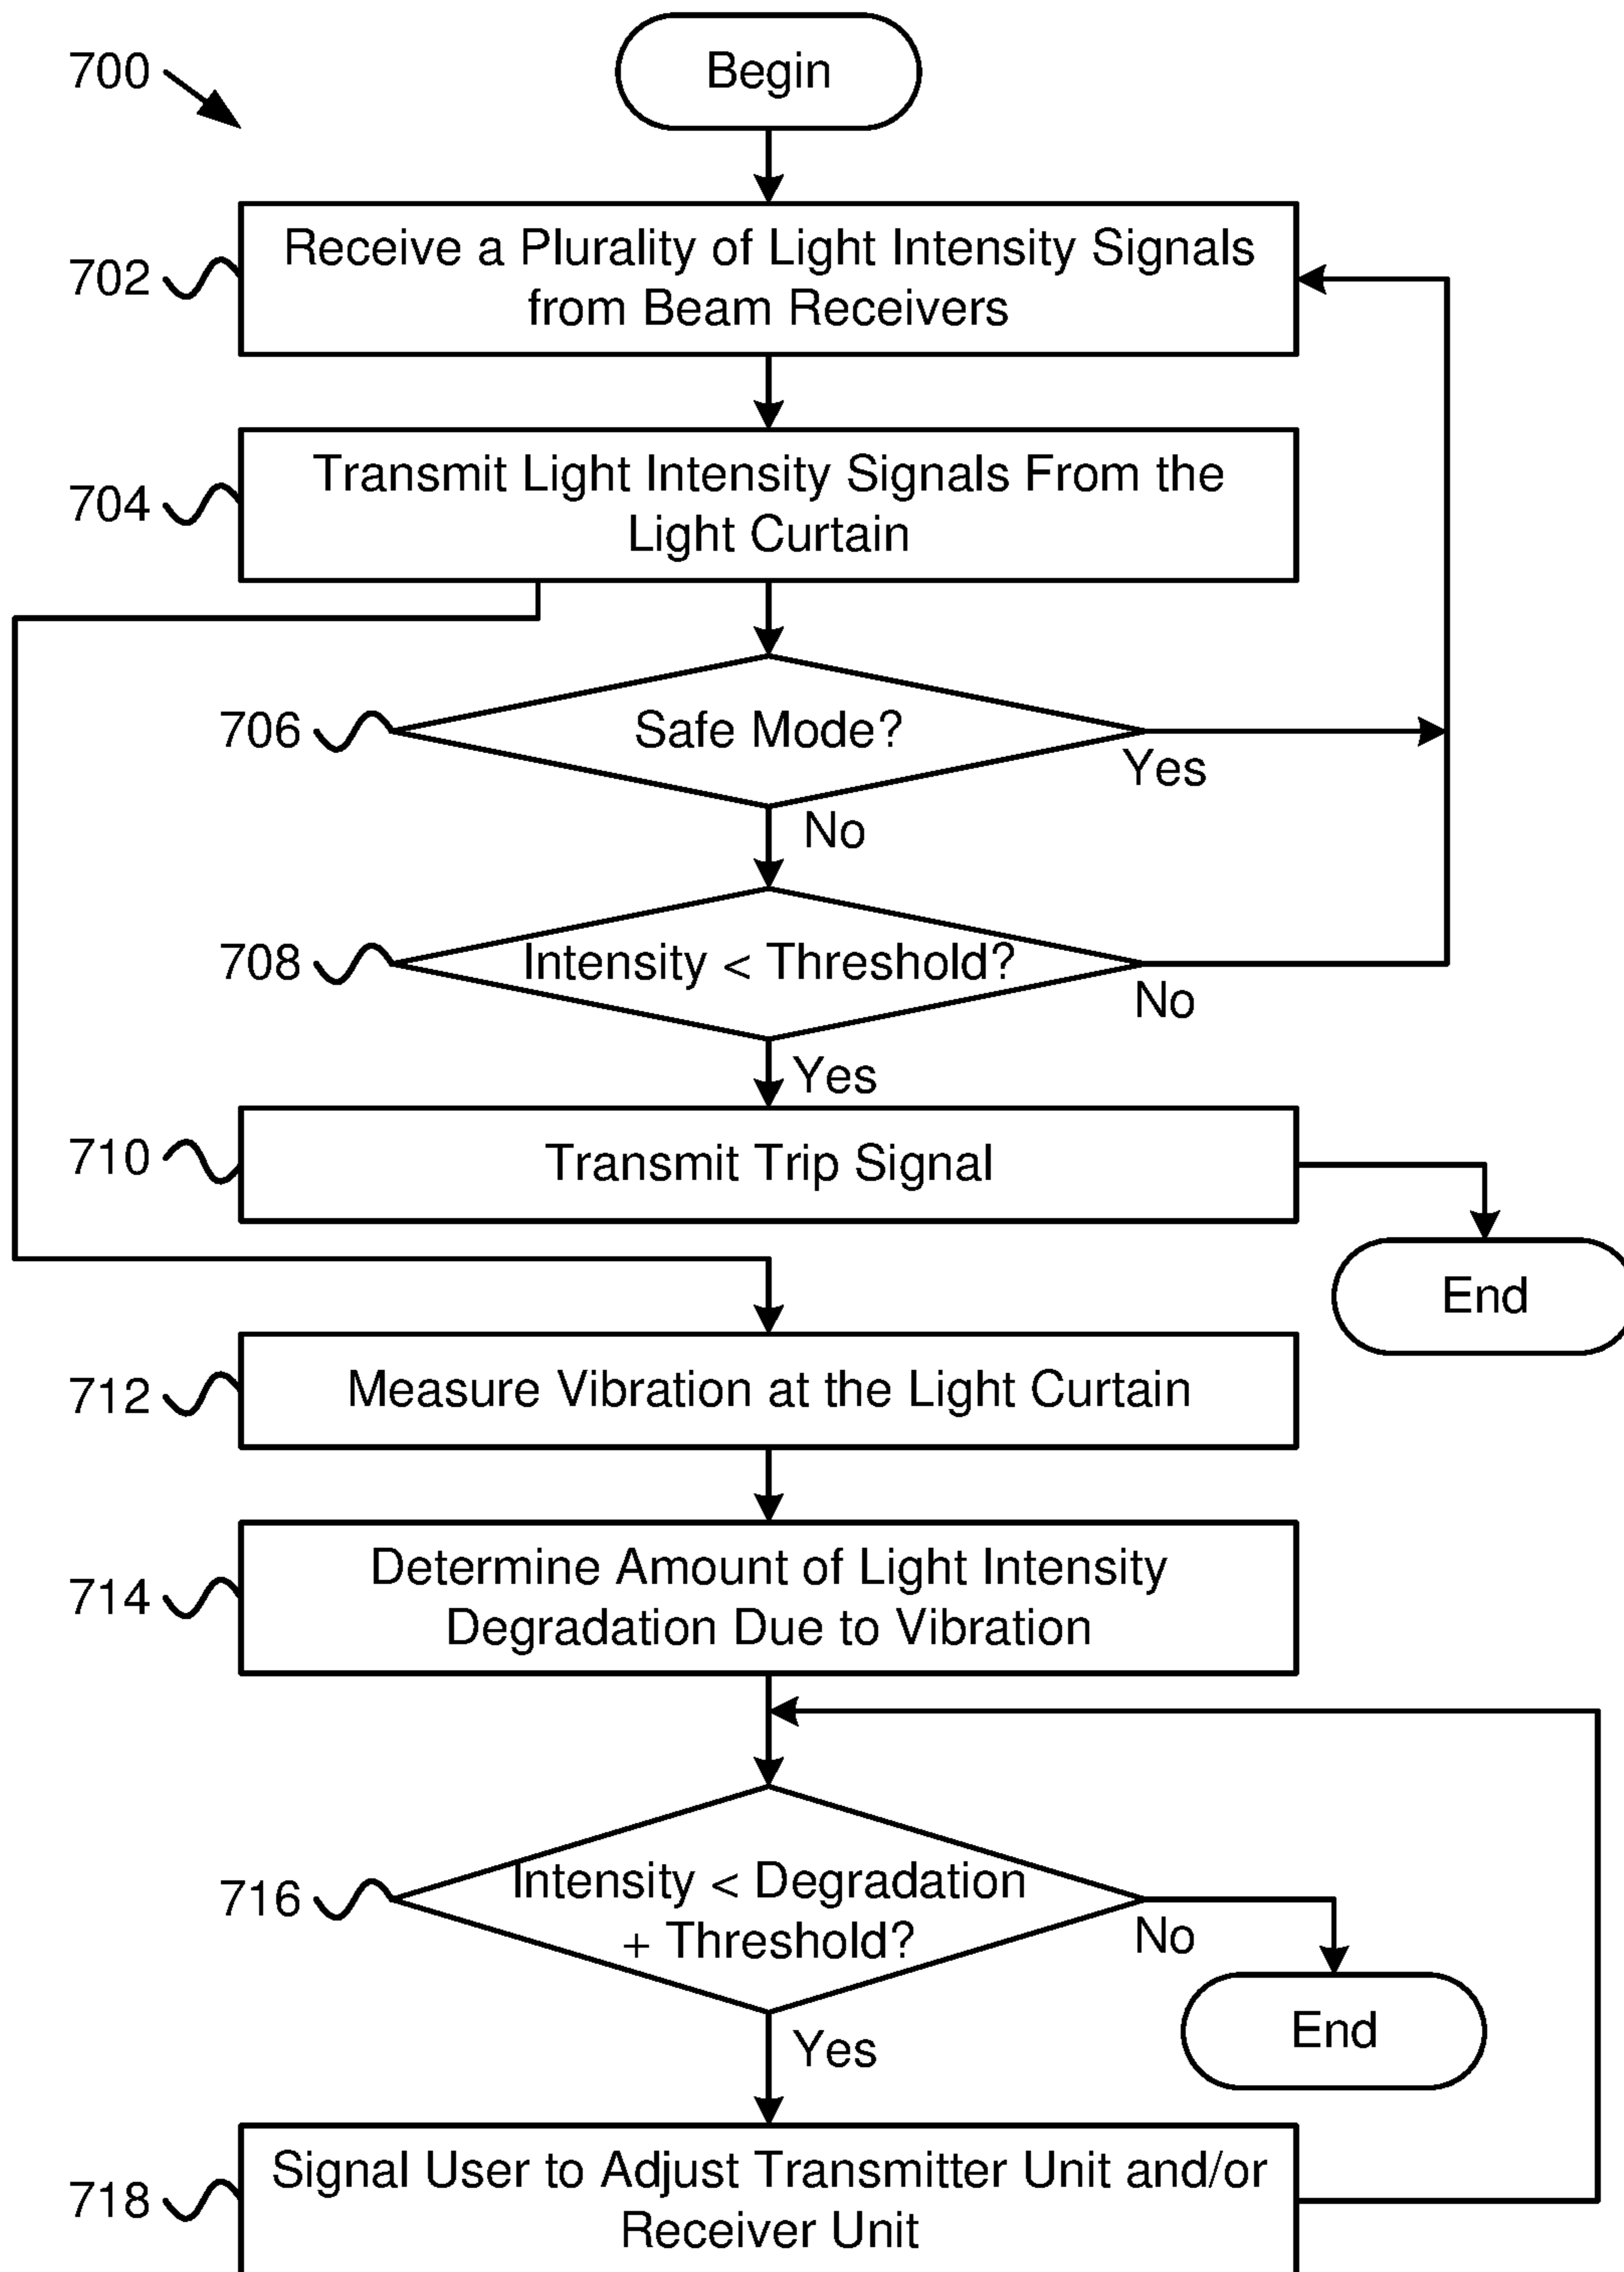 700
Begin
702
Receive a Plurality of Light Intensity Signals
from Beam Receivers
704
Transmit Light Intensity Signals From the
Light Curtain
706
Safe Mode?
Yes
No
708
Intensity < Threshold?
No
Yes
710
Transmit Trip Signal
End
712
Measure Vibration at the Light Curtain
714
Determine Amount of Light Intensity
Degradation Due to Vibration
716
Intensity < Degradation
+ Threshold?
No
End
Yes
718
Signal User to Adjust Transmitter Unit and/or
Receiver Unit